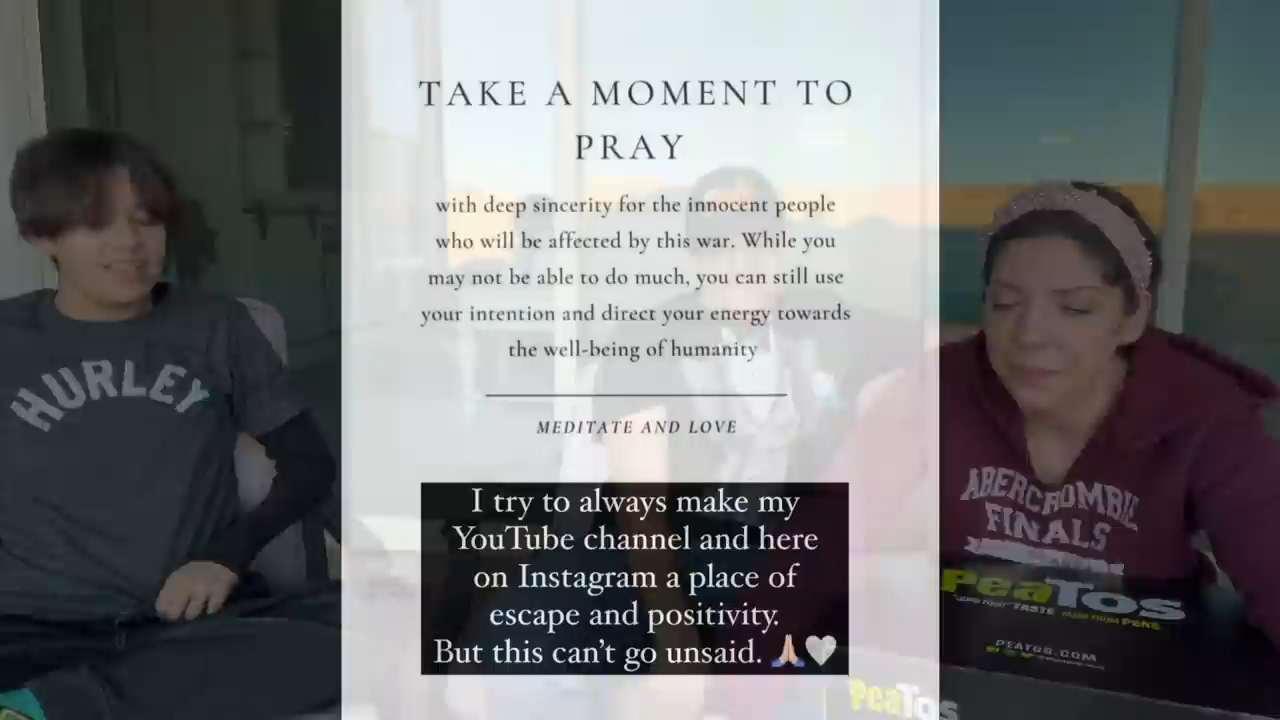 TAKE A MOMENT TO
PRAY
with deep sincerity for the innocent people
who will be affected by this war. While you
may not be able to do much, you can still use
your intention and direct your energy towards
the well-being of humanity
MEDITATE AND LOVE
I try to always make my
YouTube channel and here
on Instagram a place of
escape and positivity.
But this can't go unsaid. 🙏🏼🤍
HURLEY
ABERCROMBIE
FINALS
PeaTos
PEATOS.COM
PeaTos